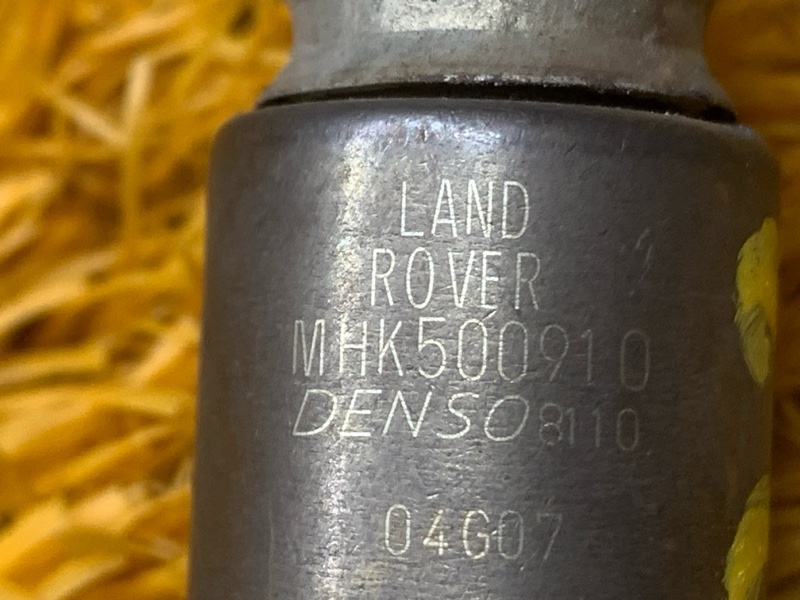 LAND
ROVER
MHK500910
DENSO 8110
04G07